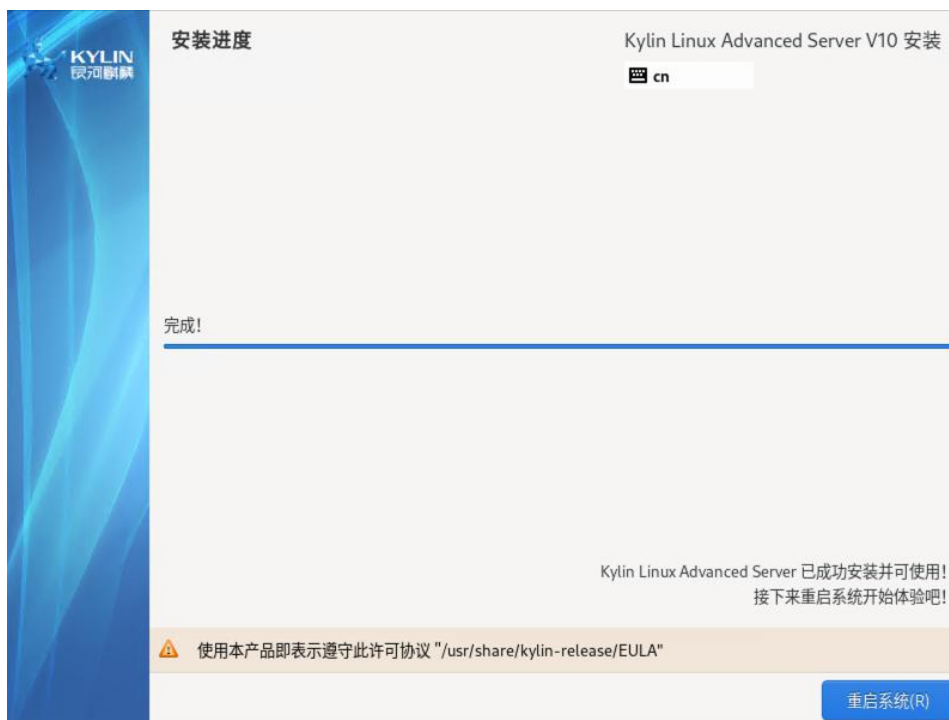 KYLIN
银河麒麟
安装进度
Kylin Linux Advanced Server V10 安装
cn
完成!
Kylin Linux Advanced Server 已成功安装并可使用!
接下来重启系统开始体验吧!
使用本产品即表示遵守此许可协议 "/usr/share/kylin-release/EULA"
重启系统(R)